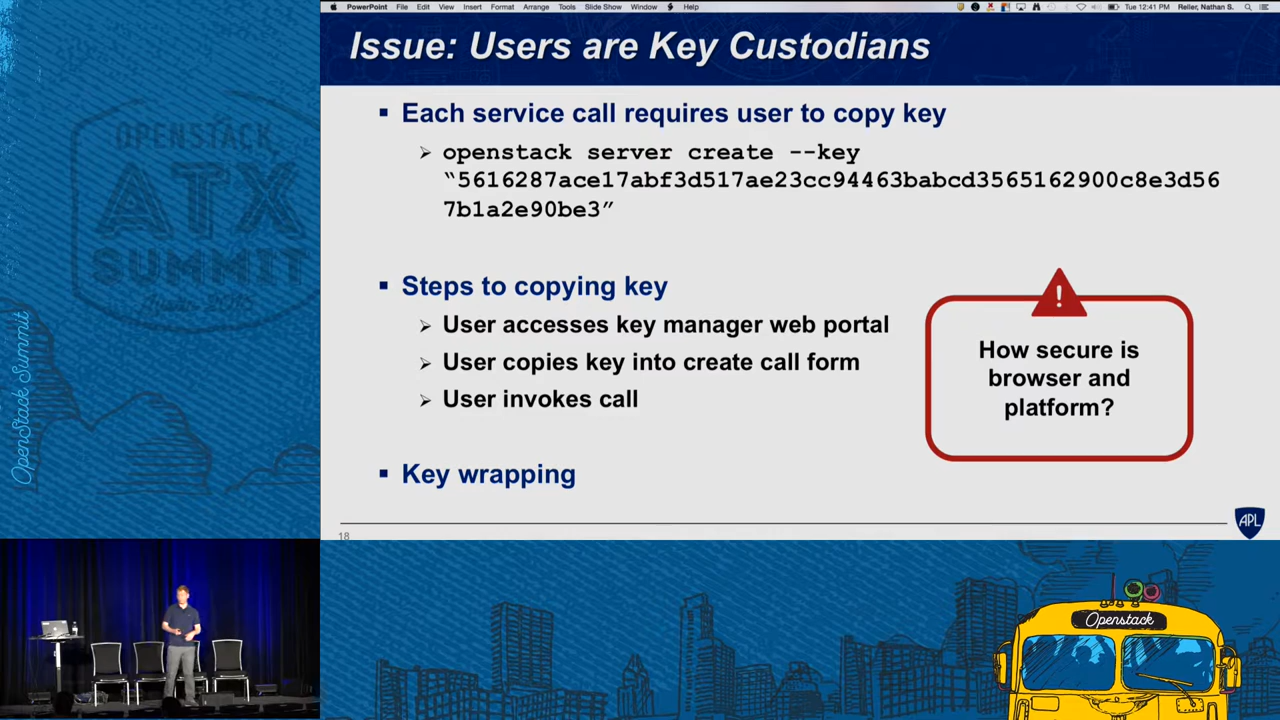 PowerPoint File Edit View Insert Format Arrange Tools Slide Show Window Help
Tue 12:41 PM Reller, Nathan S.
Issue: Users are Key Custodians
Each service call requires user to copy key
openstack server create --key
“5616287ace17abf3d517ae23cc94463babcd3565162900c8e3d56
7b1a2e90be3”
Steps to copying key
User accesses key manager web portal
User copies key into create call form
User invokes call
Key wrapping
How secure is
browser and
platform?
18
APL
OPENSTACK
ATX
SUMMIT
OpenStack Summit
Openstack